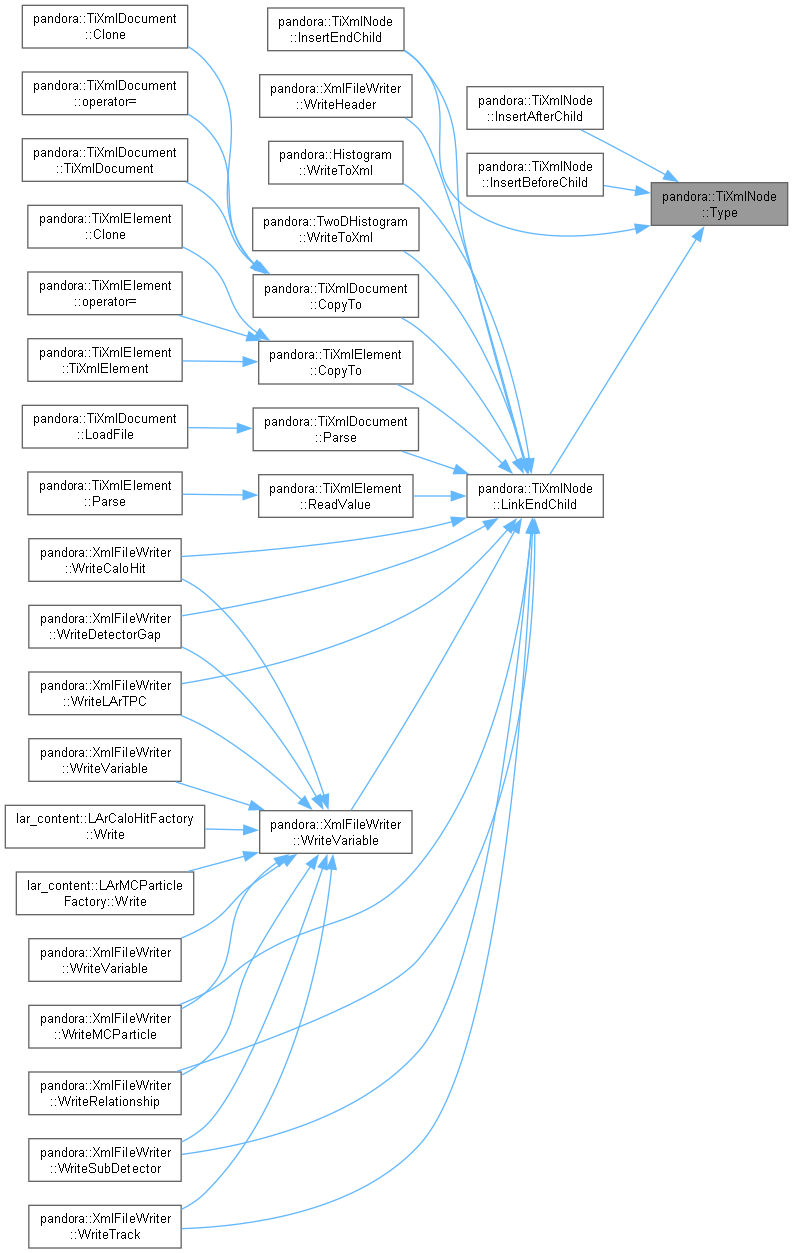 pandora::TiXmlDocument
::Clone
pandora::TiXmlDocument
::operator=
pandora::TiXmlDocument
::TiXmlDocument
pandora::TiXmlElement
::Clone
pandora::TiXmlElement
::operator=
pandora::TiXmlElement
::TiXmlElement
pandora::TiXmlDocument
::LoadFile
pandora::TiXmlElement
::Parse
pandora::XmlFileWriter
::WriteCaloHit
pandora::XmlFileWriter
::WriteDetectorGap
pandora::XmlFileWriter
::WriteLArTPC
pandora::XmlFileWriter
::WriteVariable
lar_content::LArCaloHitFactory
::Write
lar_content::LArMCParticle
Factory::Write
pandora::XmlFileWriter
::WriteVariable
pandora::XmlFileWriter
::WriteMCParticle
pandora::XmlFileWriter
::WriteRelationship
pandora::XmlFileWriter
::WriteSubDetector
pandora::XmlFileWriter
::WriteTrack
pandora::TiXmlNode
::InsertEndChild
pandora::XmlFileWriter
::WriteHeader
pandora::Histogram
::WriteToXml
pandora::TwoDHistogram
::WriteToXml
pandora::TiXmlDocument
::CopyTo
pandora::TiXmlElement
::CopyTo
pandora::TiXmlDocument
::Parse
pandora::TiXmlElement
::ReadValue
pandora::XmlFileWriter
::WriteVariable
pandora::TiXmlNode
::InsertAfterChild
pandora::TiXmlNode
::InsertBeforeChild
pandora::TiXmlNode
::LinkEndChild
pandora::TiXmlNode
::Type